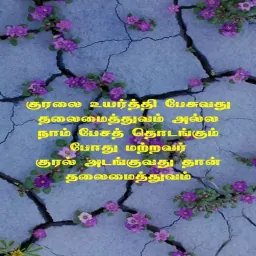 குரலை உயர்த்தி பேசுவது
தலைமைத்துவம் அல்ல
நாம் பேசத் தொடங்கும்
போது மற்றவர்
குரல் அடங்குவது தான்
தலைமைத்துவம்